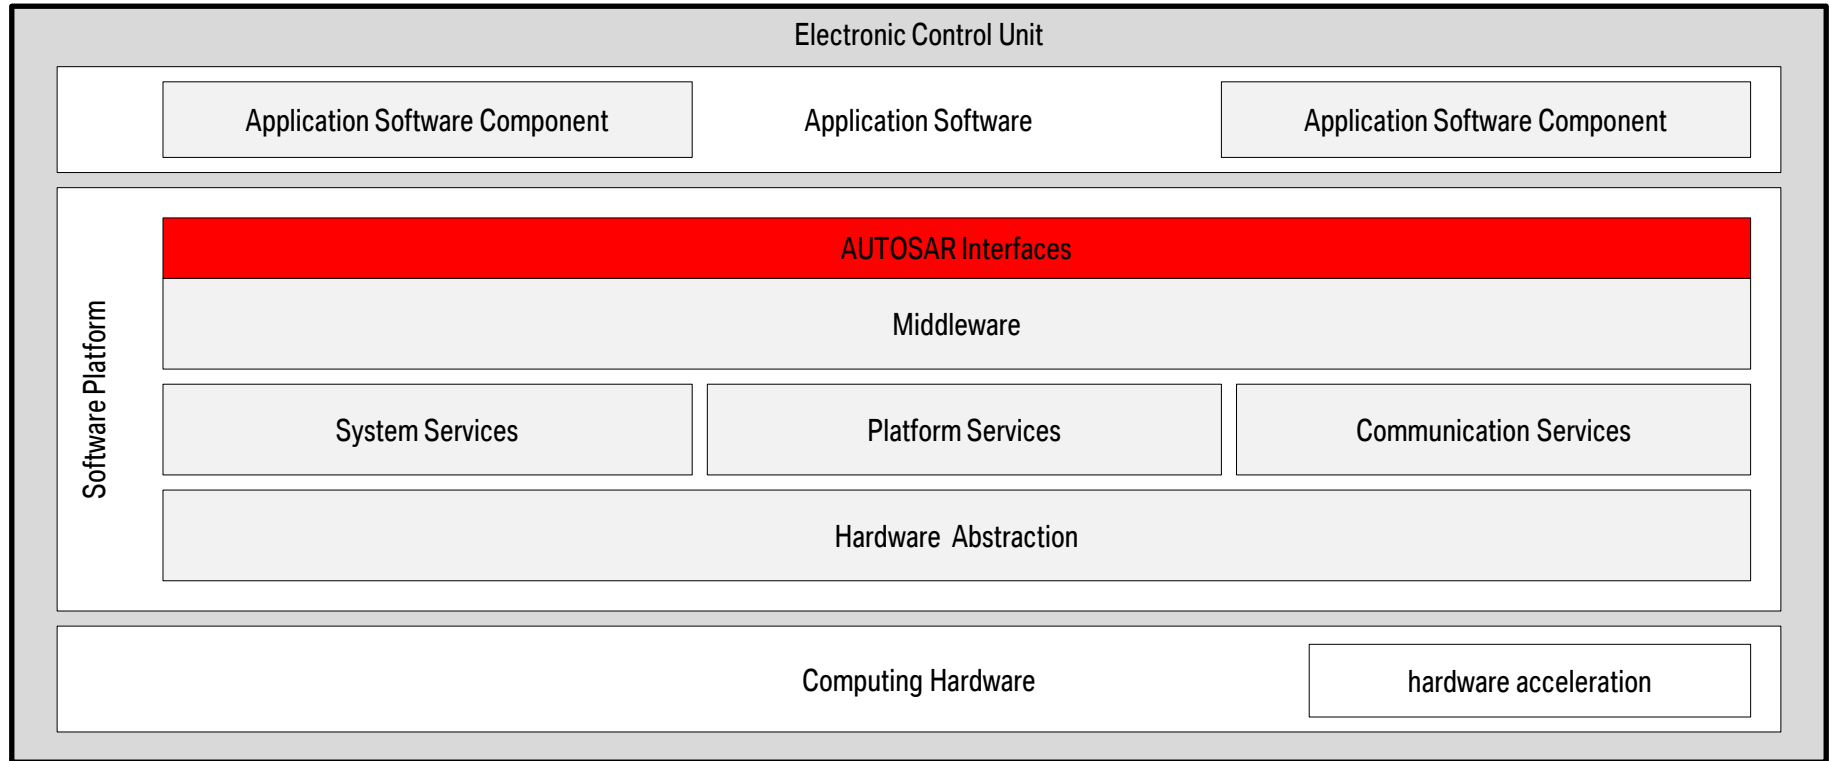 Electronic Control Unit
Application Software Component
Application Software
Application Software Component
Software Platform
AUTOSAR Interfaces
Middleware
System Services
Platform Services
Communication Services
Hardware Abstraction
Computing Hardware
hardware acceleration